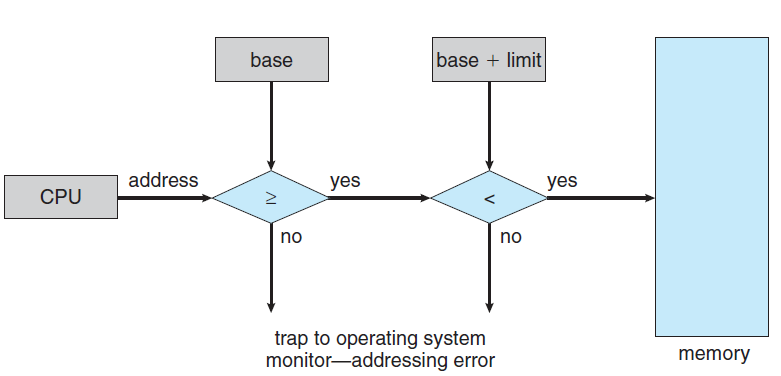 base
base + limit
CPU
address
≥
yes
<
yes
no
no
trap to operating system
monitor—addressing error
memory